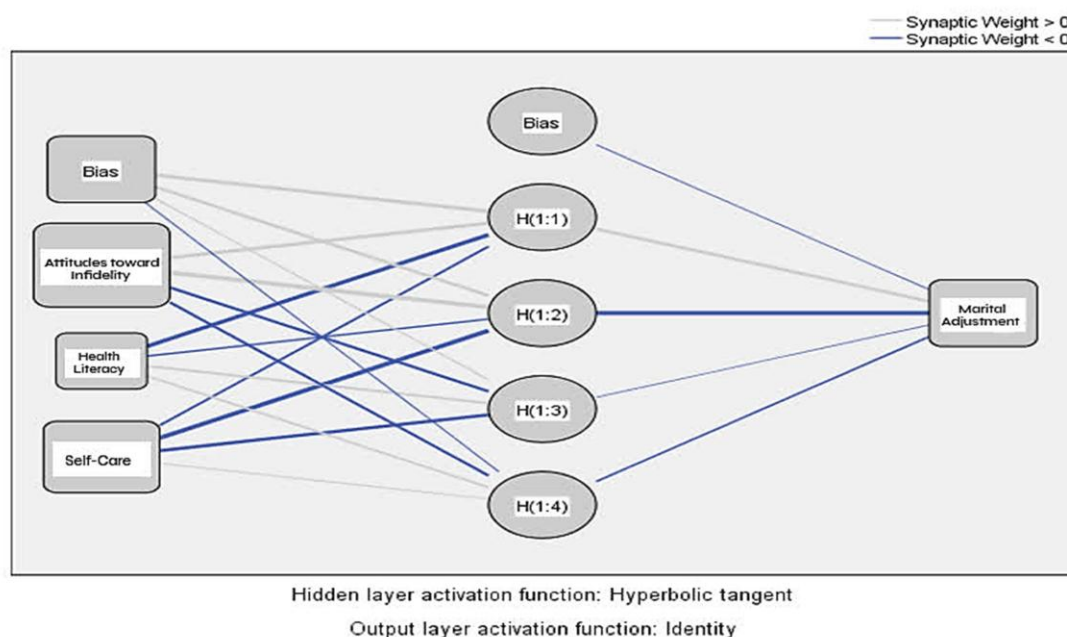 Synaptic Weight > 0
Synaptic Weight < 0
Bias
Bias
H(1:1)
Attitudes toward
Infidelity
H(1:2)
Marital
Adjustment
Health
Literacy
H(1:3)
Self-Care
H(1:4)
Hidden layer activation function: Hyperbolic tangent
Output layer activation function: Identity